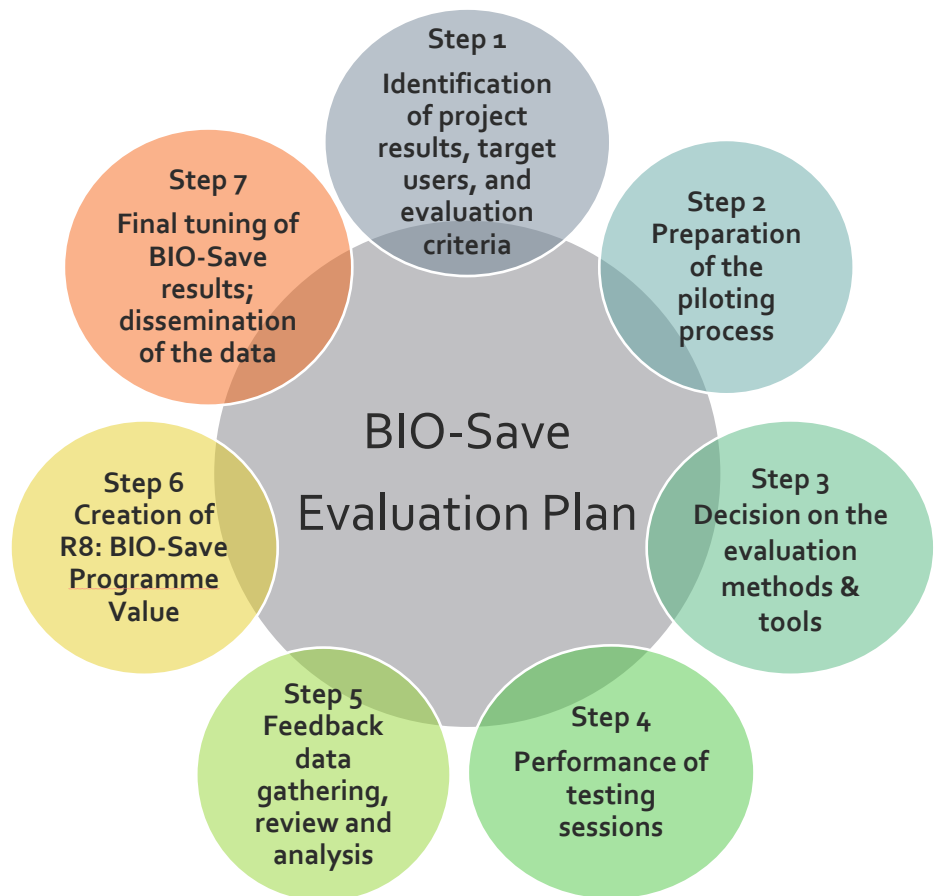 Step 1
Identification
of project
results, target
users, and
evaluation
criteria
Step 2
Preparation
of the
piloting
process
Step 3
Decision on the
evaluation
methods &
tools
Step 4
Performance of
testing
sessions
Step 5
Feedback
data
gathering,
review and
analysis
Step 6
Creation of
R8: BIO-Save
Programme
Value
Step 7
Final tuning of
BIO-Save
results;
dissemination
of the data
BIO-Save
Evaluation Plan